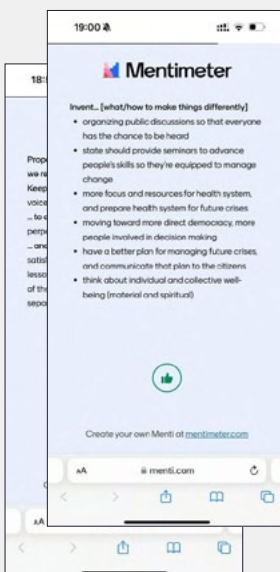 19:00
Mentimeter
Invent... [what/how to make things differently]
• organizing public discussions so that everyone
has the chance to be heard
• state should provide seminars to advance
people's skills so they're equipped to manage
change
• more focus and resources for health system,
and prepare health system for future crises
• moving toward more direct democracy, more
people involved in decision making
• have a better plan for managing future crises,
and communicate that plan to the citizens
• think about individual and collective well-
being (material and spiritual)
Create your own Menti at mentimeter.com
AA
menti.com
18:
Prop
we re
Keep
voice
... to e
perp
... and
satis
lesso
of the
sepa
AA